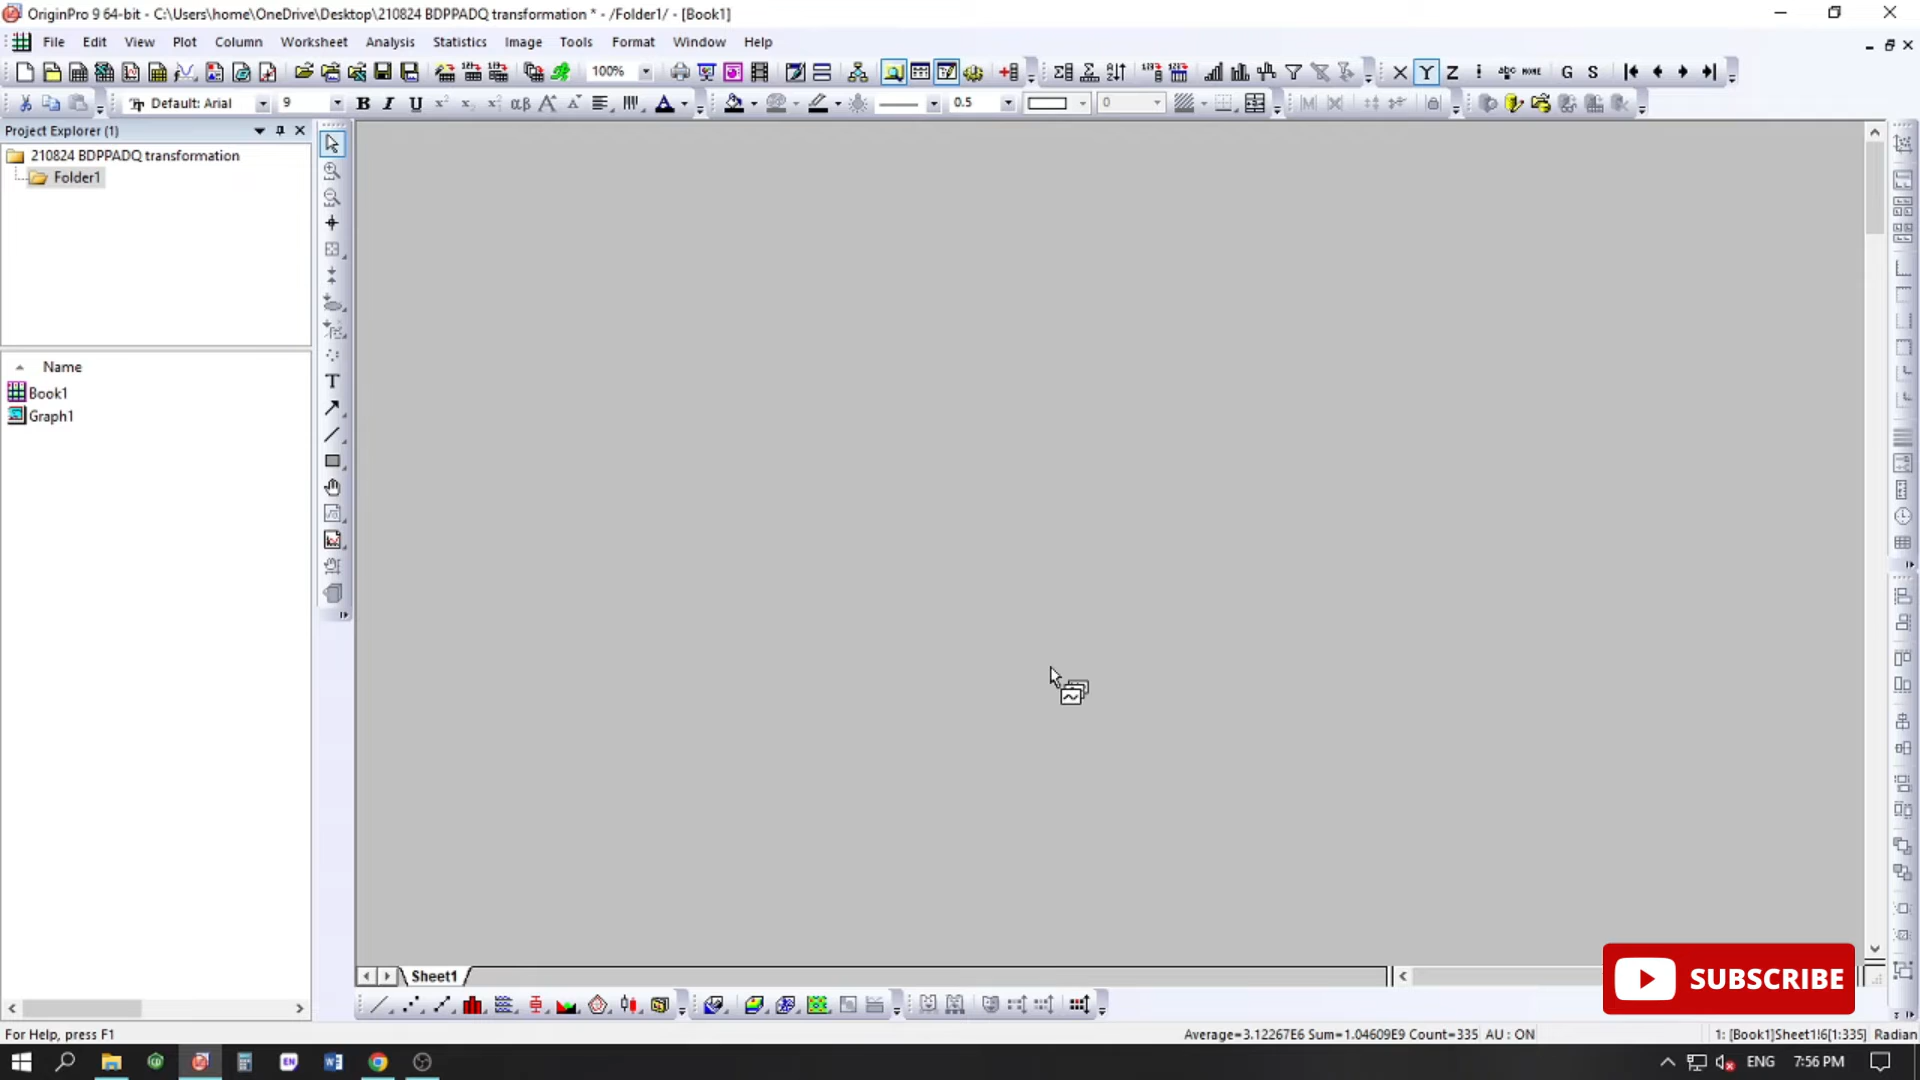 OriginPro 9 64-bit - C:\Users\home\OneDrive\Desktop\210824 BDPPADQ transformation * - /Folder1/ - [Book1]
File Edit View Plot Column Worksheet Analysis Statistics Image Tools Format Window Help
100% X Y Z G S
Default: Arial 9 B I U αβ A 0.5 0
Project Explorer (1)
210824 BDPPADQ transformation
Folder1
Name
Book1
Graph1
T
Sheet1
SUBSCRIBE
For Help, press F1
Average=3.12267E6 Sum=1.04609E9 Count=335 AU : ON
1: [Book1]Sheet1!6[1:335] Radian
ENG 7:56 PM